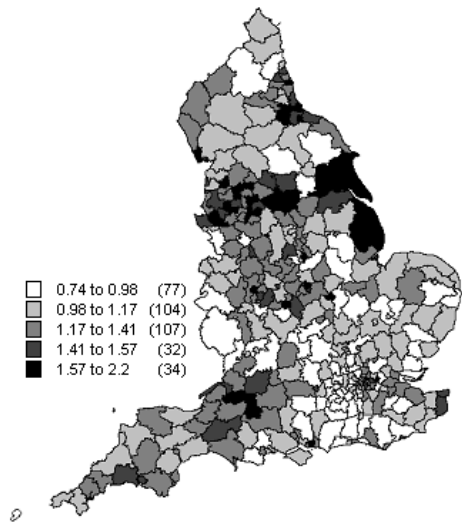 0.74 to 0.98 (77)
0.98 to 1.17 (104)
1.17 to 1.41 (107)
1.41 to 1.57 (32)
1.57 to 2.2 (34)